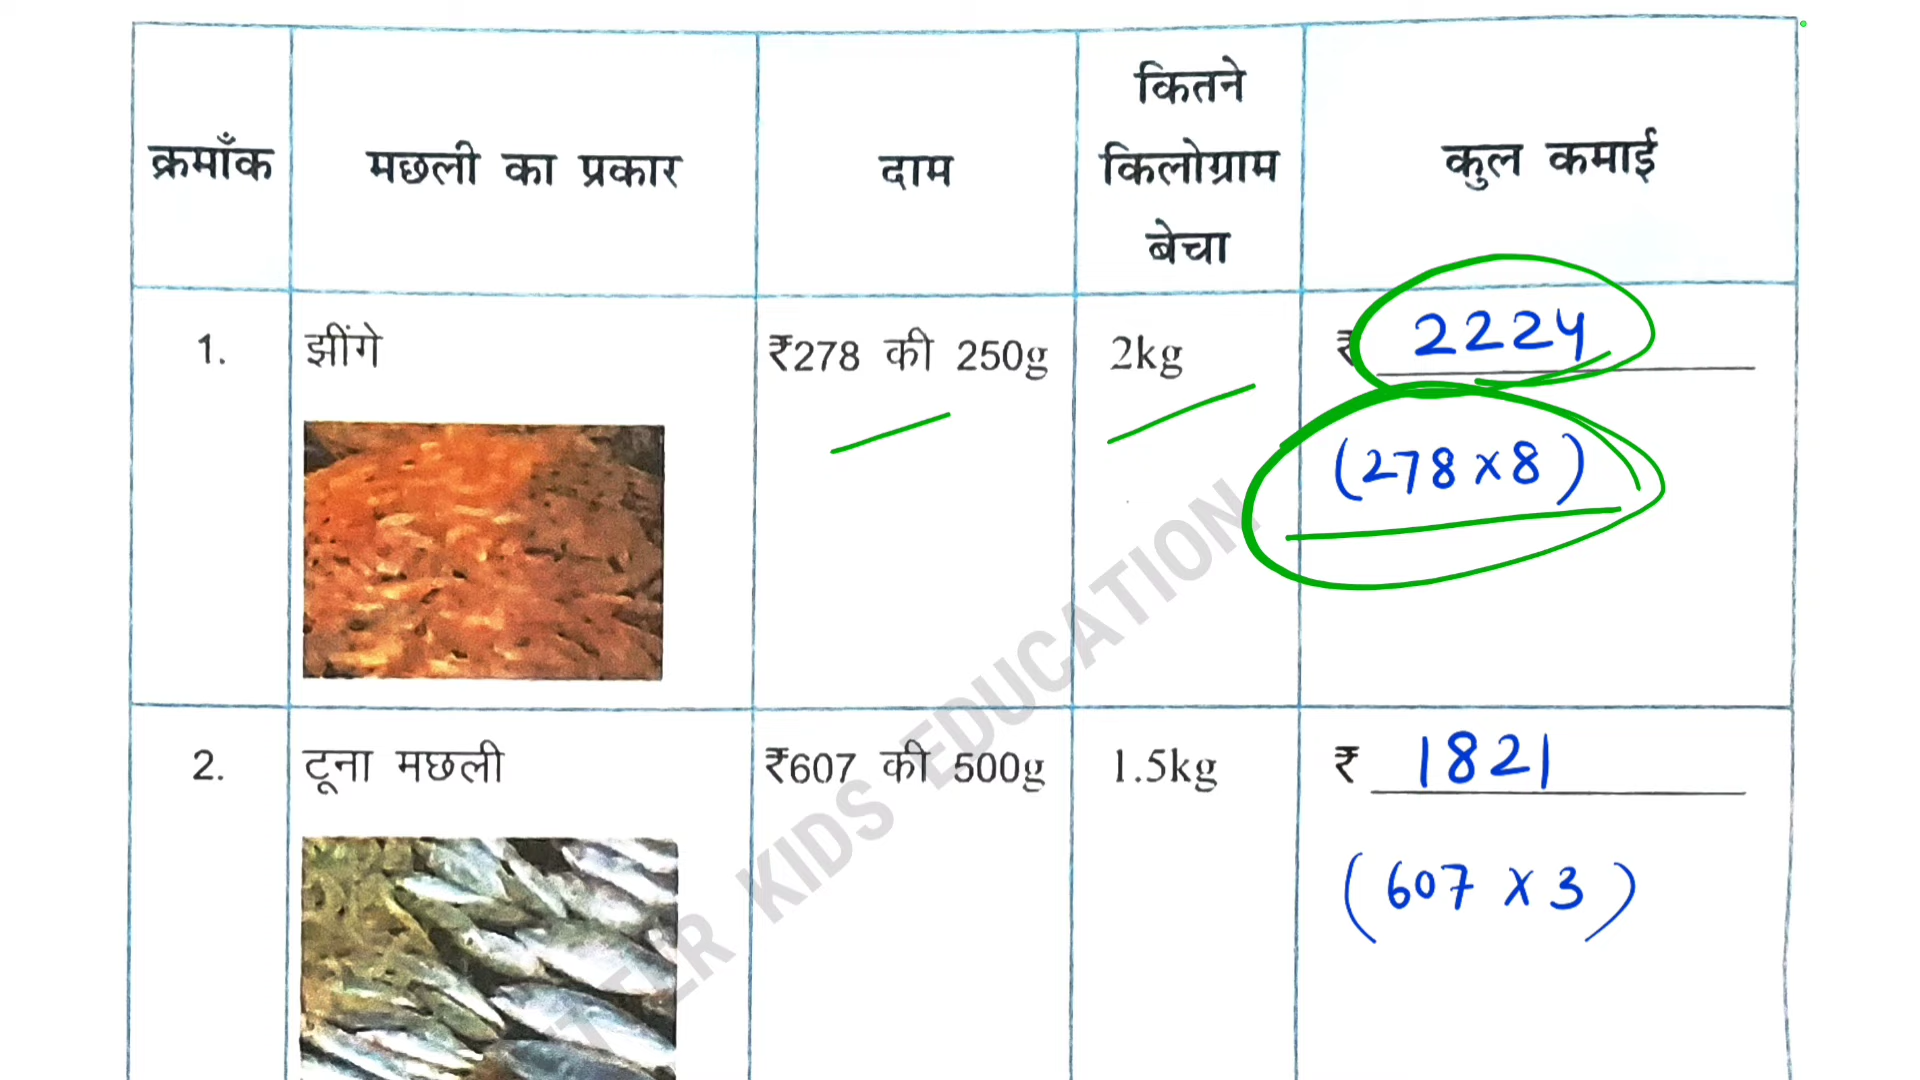 क्रमाँक मछली का प्रकार दाम कितने किलोग्राम बेचा कुल कमाई
1. झींगे ₹278 की 250g 2kg ₹ 2224
(278 × 8)
2. टूना मछली ₹607 की 500g 1.5kg ₹ 1821
(607 × 3)
KIDS EDUCATION